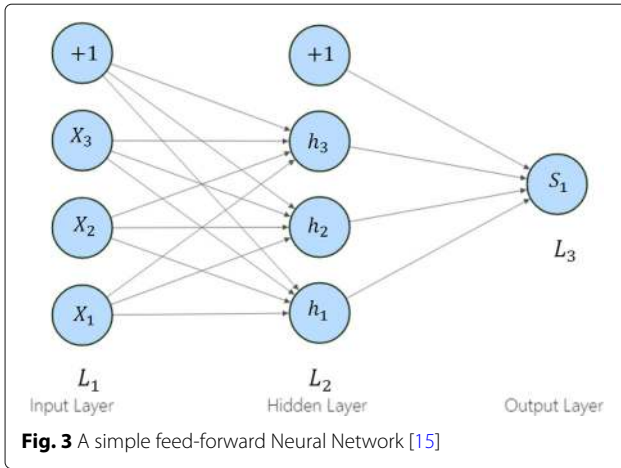 +1 +1
X₃ h₃
S₁
X₂ h₂
L₃
X₁ h₁
L₁ L₂
Input Layer Hidden Layer Output Layer
Fig. 3 A simple feed-forward Neural Network [15]